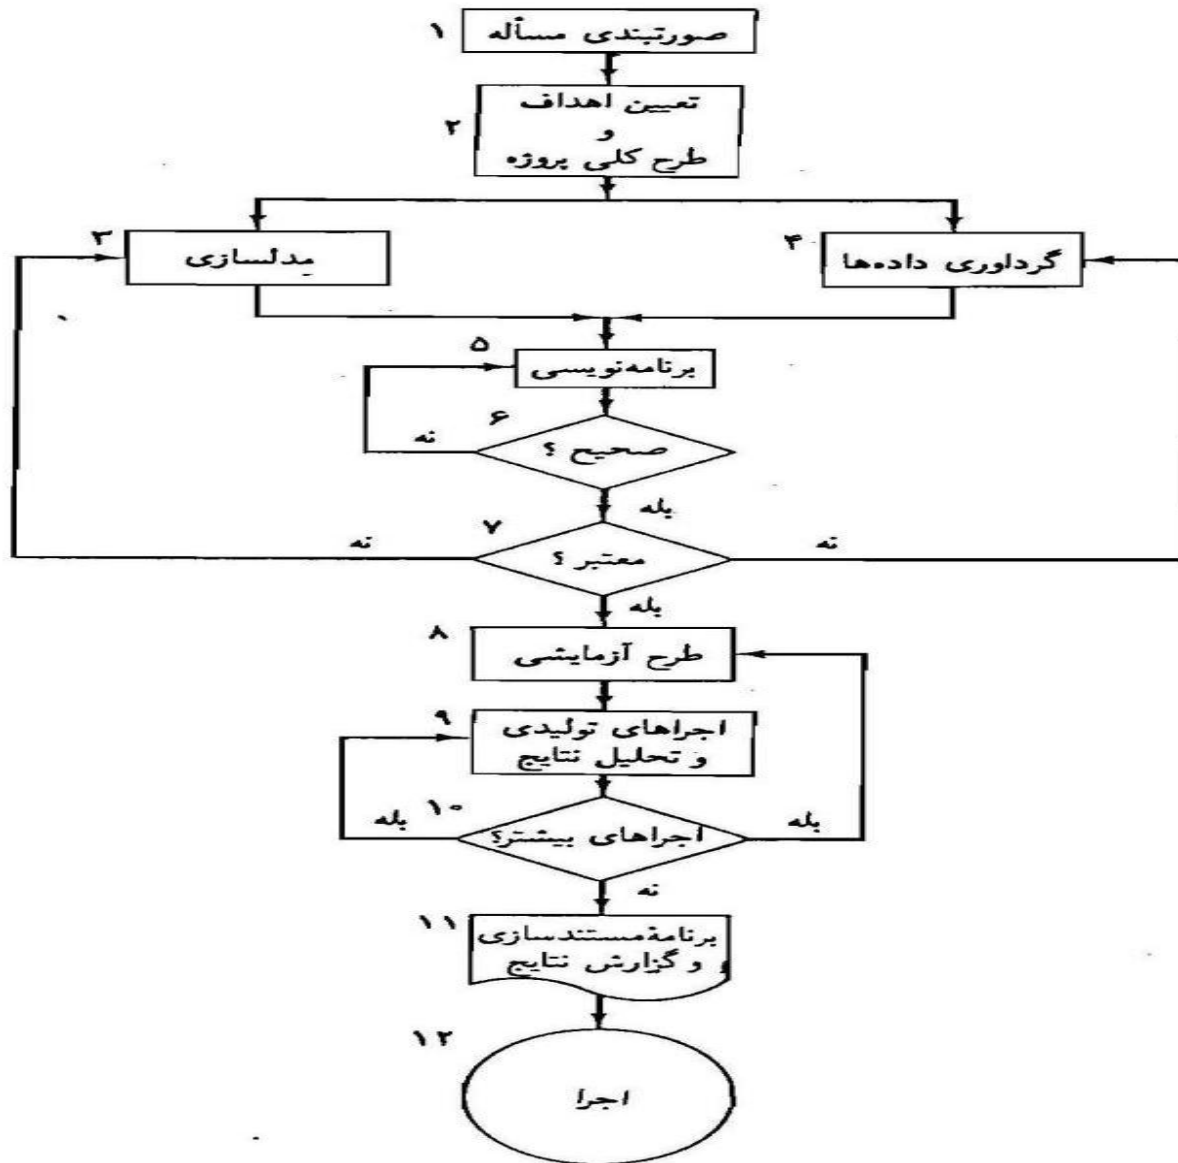 ۱
صورتبندی مسأله
۲
تعیین اهداف
و
طرح کلی پروژه
۳
مدلسازی
۴
گرداوری داده‌ها
۵
برنامه‌نویسی
۶
صحیح ؟
نه
بله
۷
معتبر ؟
نه
نه
بله
۸
طرح آزمایشی
۹
اجراهای تولیدی
و تحلیل نتایج
۱۰
اجراهای بیشتر؟
بله
بله
نه
۱۱
برنامهٔ مستندسازی
و گزارش نتایج
۱۲
اجرا